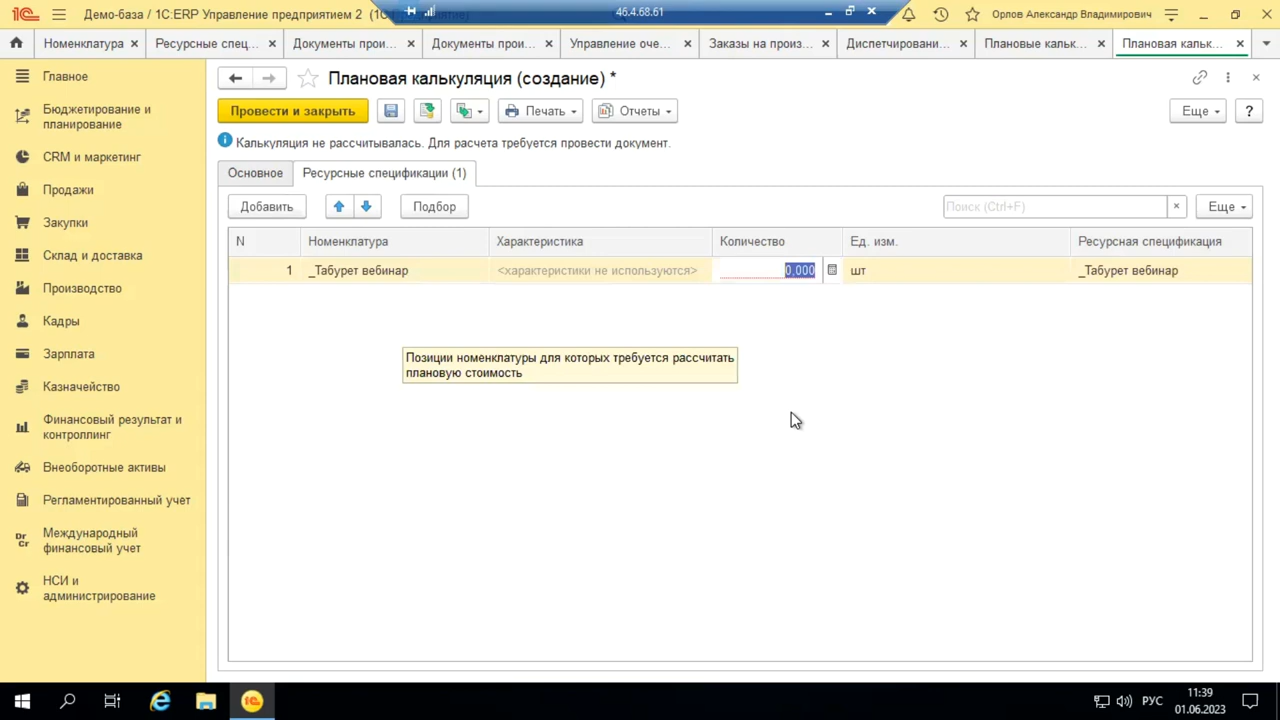 Демо-база / 1С:ERP Управление предприятием 2 (1С:Предприятие)
46.4.68.61
Орлов Александр Владимирович
Номенклатура ×
Ресурсные спец... ×
Документы прои... ×
Документы прои... ×
Управление оче... ×
Заказы на произ... ×
Диспетчировани... ×
Плановые кальк... ×
Плановая кальк... ×
Главное
Бюджетирование и
планирование
CRM и маркетинг
Продажи
Закупки
Склад и доставка
Производство
Кадры
Зарплата
Казначейство
Финансовый результат и
контроллинг
Внеоборотные активы
Регламентированный учет
Dr
Cr
Международный
финансовый учет
НСИ и
администрирование
Плановая калькуляция (создание) *
Провести и закрыть
Печать
Отчеты
Еще
?
Калькуляция не рассчитывалась. Для расчета требуется провести документ.
Основное
Ресурсные спецификации (1)
Добавить
Подбор
Поиск (Ctrl+F)
×
Еще
N Номенклатура Характеристика Количество Ед. изм. Ресурсная спецификация
1 _Табурет вебинар <характеристики не используются> 0,000 шт _Табурет вебинар
Позиции номенклатуры для которых требуется рассчитать
плановую стоимость
РУС
11:39
01.06.2023